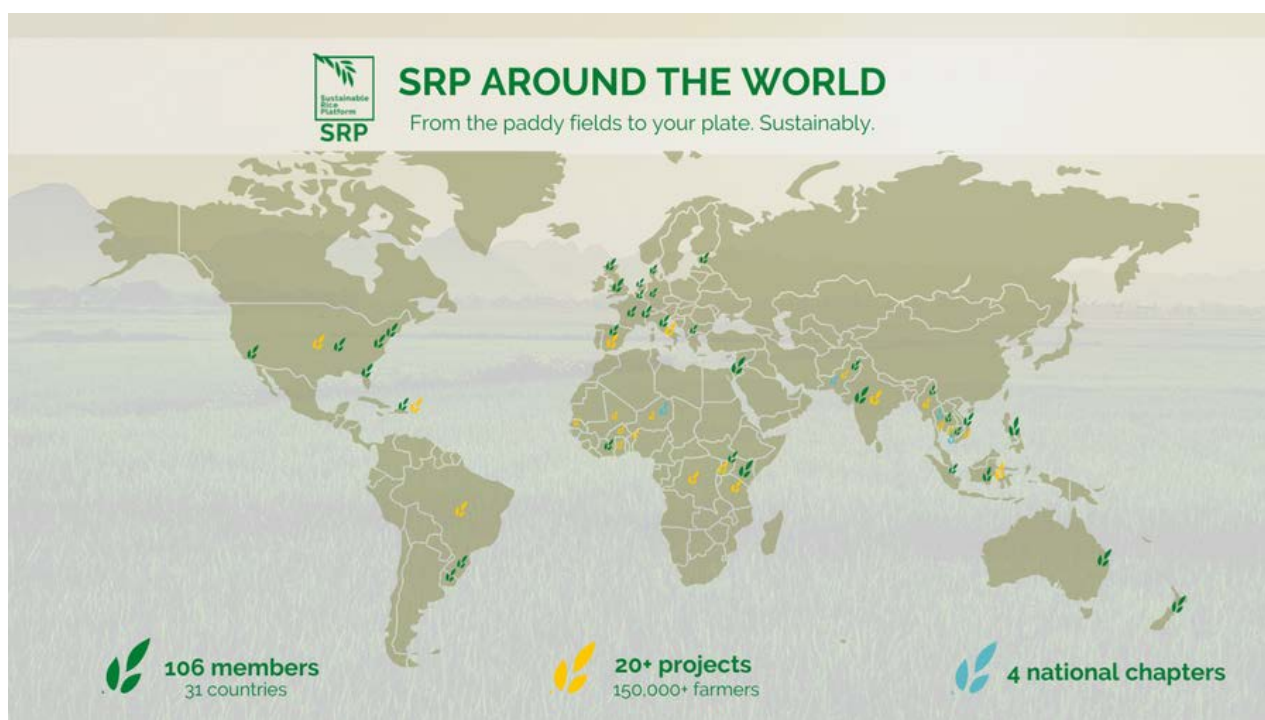 Sustainable
Rice
Platform
SRP
SRP AROUND THE WORLD
From the paddy fields to your plate. Sustainably.
106 members
31 countries
20+ projects
150,000+ farmers
4 national chapters